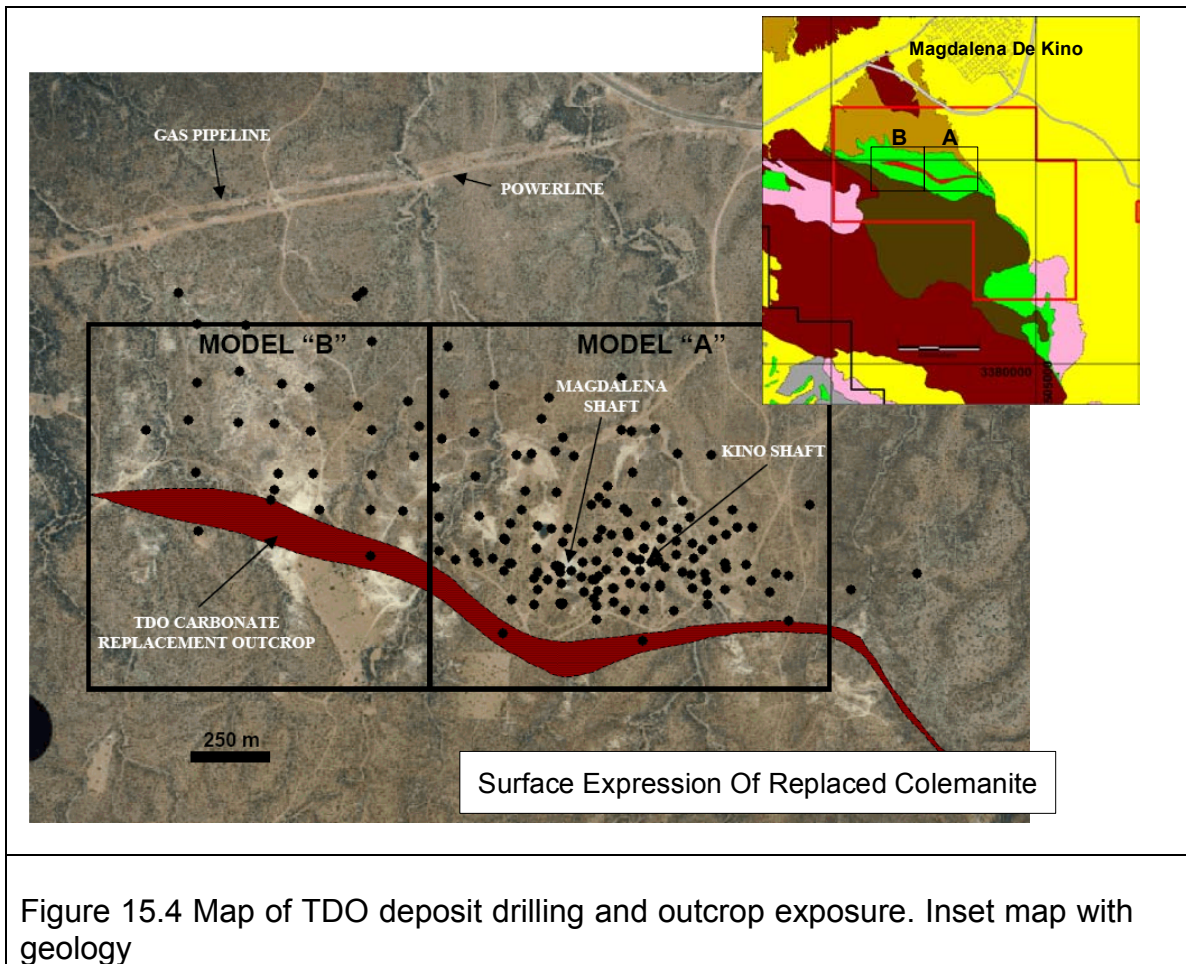 Magdalena De Kino
B A
3380000
505000
GAS PIPELINE
POWERLINE
MODEL “B”
MODEL “A”
MAGDALENA
SHAFT
KINO SHAFT
TDO CARBONATE
REPLACEMENT OUTCROP
250 m
Surface Expression Of Replaced Colemanite
Figure 15.4 Map of TDO deposit drilling and outcrop exposure. Inset map with
geology